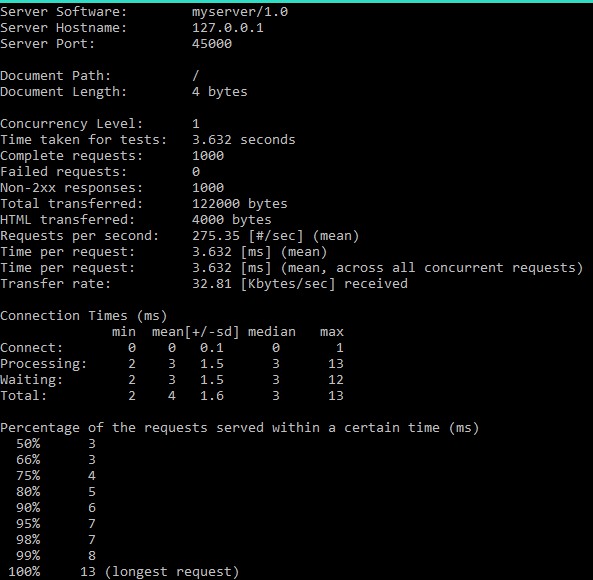 Server Software:        myserver/1.0
Server Hostname:        127.0.0.1
Server Port:            45000

Document Path:          /
Document Length:        4 bytes

Concurrency Level:      1
Time taken for tests:   3.632 seconds
Complete requests:      1000
Failed requests:        0
Non-2xx responses:      1000
Total transferred:      122000 bytes
HTML transferred:       4000 bytes
Requests per second:    275.35 [#/sec] (mean)
Time per request:       3.632 [ms] (mean)
Time per request:       3.632 [ms] (mean, across all concurrent requests)
Transfer rate:          32.81 [Kbytes/sec] received

Connection Times (ms)
              min  mean[+/-sd] median   max
Connect:        0    0   0.1      0       1
Processing:     2    3   1.5      3      13
Waiting:        2    3   1.5      3      12
Total:          2    4   1.6      3      13

Percentage of the requests served within a certain time (ms)
  50%      3
  66%      3
  75%      4
  80%      5
  90%      6
  95%      7
  98%      7
  99%      8
 100%     13 (longest request)